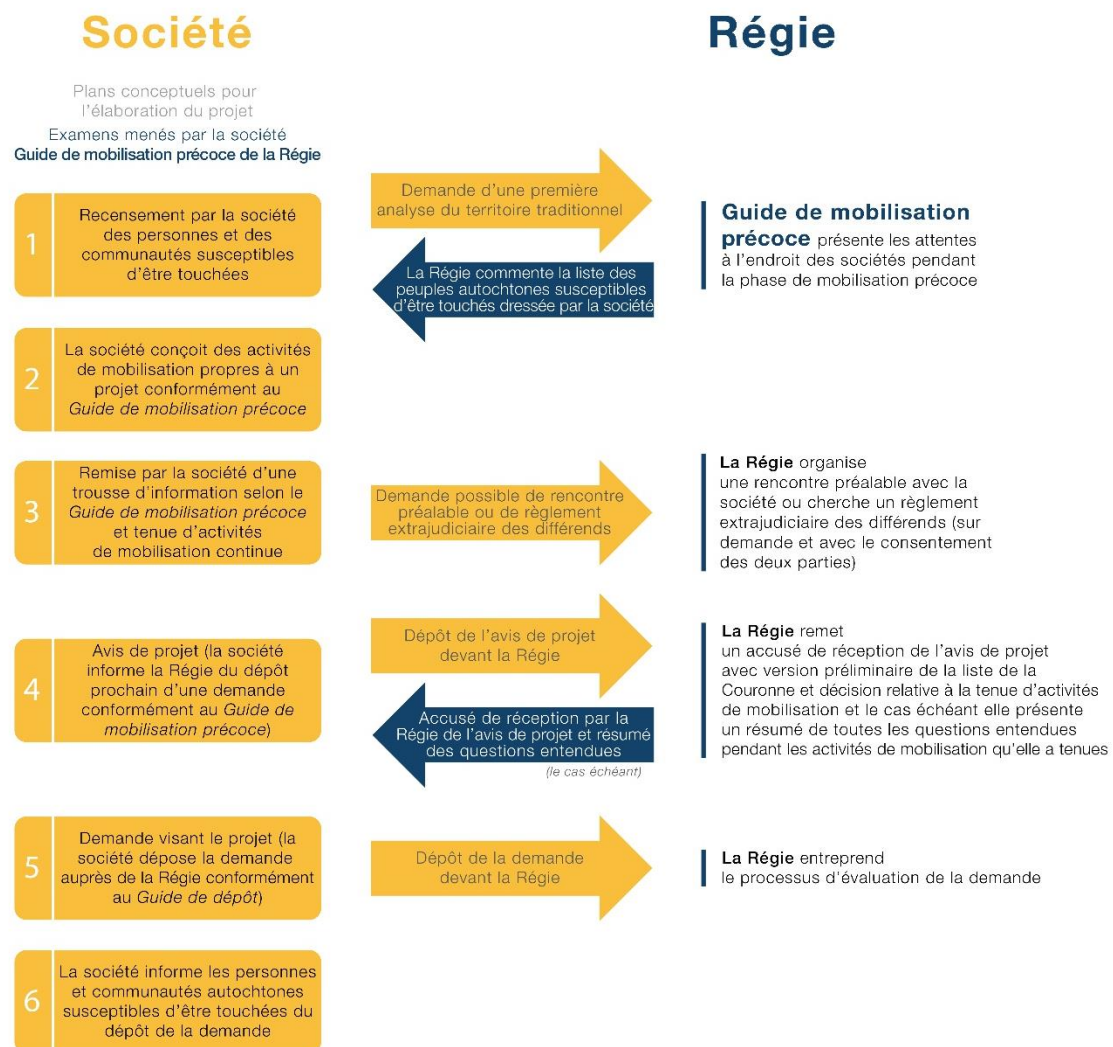 Société
Régie
Plans conceptuels pour
l'élaboration du projet
Examens menés par la société
Guide de mobilisation précoce de la Régie
1
Recensement par la société
des personnes et des
communautés susceptibles
d'être touchées
Demande d'une première
analyse du territoire traditionnel
La Régie commente la liste des
peuples autochtones susceptibles
d'être touchés dressée par la société
Guide de mobilisation
précoce présente les attentes
à l'endroit des sociétés pendant
la phase de mobilisation précoce
2
La société conçoit des activités
de mobilisation propres à un
projet conformément au
Guide de mobilisation précoce
3
Remise par la société d'une
trousse d'information selon le
Guide de mobilisation précoce
et tenue d'activités
de mobilisation continue
Demande possible de rencontre
préalable ou de règlement
extrajudiciaire des différends
La Régie organise
une rencontre préalable avec la
société ou cherche un règlement
extrajudiciaire des différends (sur
demande et avec le consentement
des deux parties)
4
Avis de projet (la société
informe la Régie du dépôt
prochain d'une demande
conformément au Guide de
mobilisation précoce)
Dépôt de l'avis de projet
devant la Régie
Accusé de réception par la
Régie de l'avis de projet et résumé
des questions entendues
(le cas échéant)
La Régie remet
un accusé de réception de l'avis de projet
avec version préliminaire de la liste de la
Couronne et décision relative à la tenue d'activités
de mobilisation et le cas échéant elle présente
un résumé de toutes les questions entendues
pendant les activités de mobilisation qu'elle a tenues
5
Demande visant le projet (la
société dépose la demande
auprès de la Régie conformément
au Guide de dépôt)
Dépôt de la demande
devant la Régie
La Régie entreprend
le processus d'évaluation de la demande
6
La société informe les personnes
et communautés autochtones
susceptibles d'être touchées du
dépôt de la demande